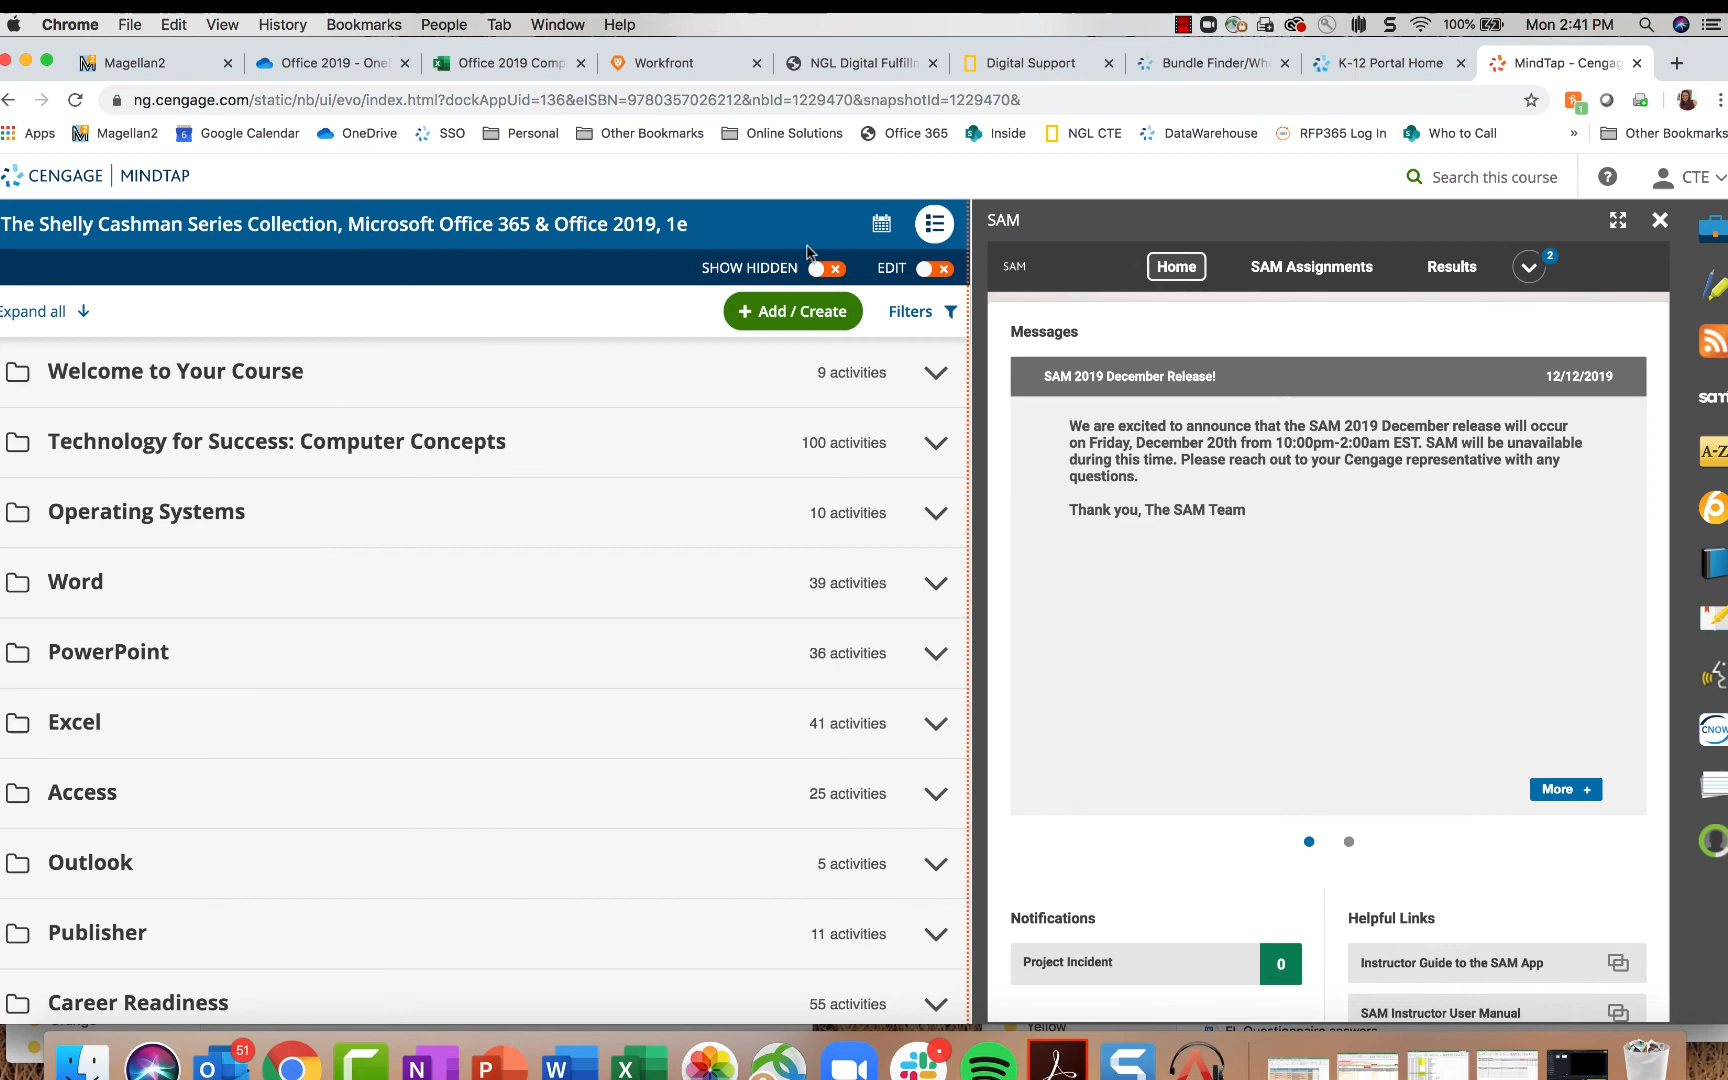 Chrome File Edit View History Bookmarks People Tab Window Help 100% Mon 2:41 PM
Magellan2 Office 2019 - Onel Office 2019 Comp Workfront NGL Digital Fulfillm Digital Support Bundle Finder/Wh K-12 Portal Home MindTap - Cengag
ng.cengage.com/static/nb/ui/evo/index.html?dockAppUid=136&eISBN=9780357026212&nbId=1229470&snapshotId=1229470&
Apps Magellan2 Google Calendar OneDrive SSO Personal Other Bookmarks Online Solutions Office 365 Inside NGL CTE DataWarehouse RFP365 Log In Who to Call » Other Bookmarks
CENGAGE MINDTAP
Search this course
CTE
The Shelly Cashman Series Collection, Microsoft Office 365 & Office 2019, 1e
SHOW HIDDEN EDIT
Expand all
+ Add / Create
Filters
Welcome to Your Course 9 activities
Technology for Success: Computer Concepts 100 activities
Operating Systems 10 activities
Word 39 activities
PowerPoint 36 activities
Excel 41 activities
Access 25 activities
Outlook 5 activities
Publisher 11 activities
Career Readiness 55 activities
SAM
SAM Home SAM Assignments Results 2
Messages
SAM 2019 December Release! 12/12/2019
We are excited to announce that the SAM 2019 December release will occur
on Friday, December 20th from 10:00pm-2:00am EST. SAM will be unavailable
during this time. Please reach out to your Cengage representative with any
questions.
Thank you, The SAM Team
More +
Notifications
Project Incident 0
Helpful Links
Instructor Guide to the SAM App
SAM Instructor User Manual
sam
A-Z
CNOW
Yellow
51